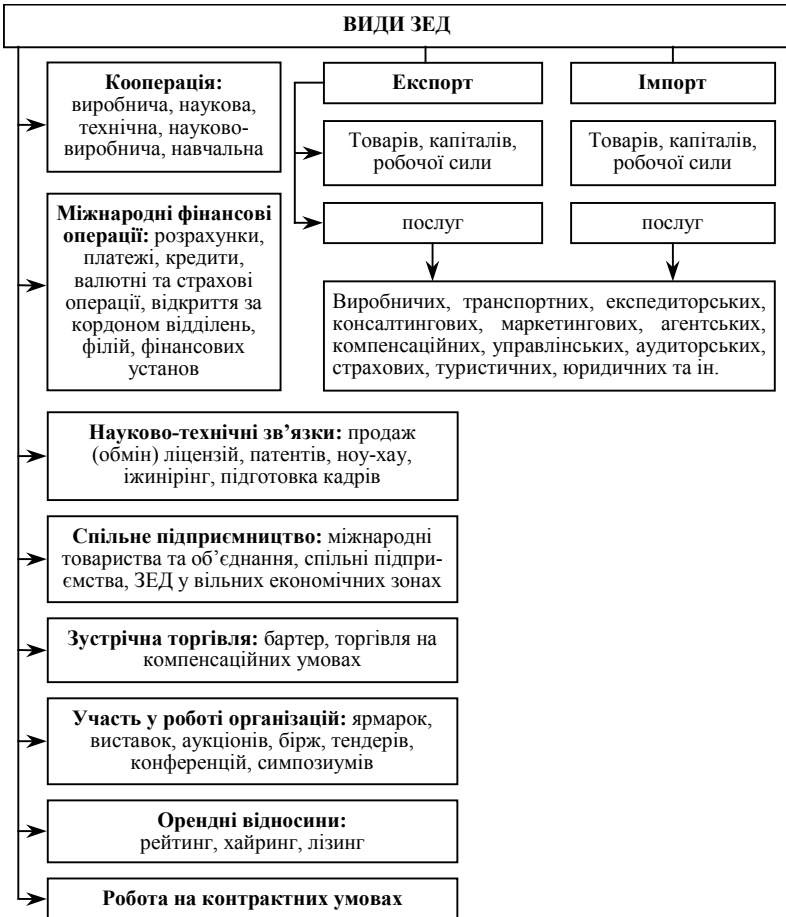 ВИДИ ЗЕД
Кооперація:
виробнича, наукова,
технічна, науково-
виробнича, навчальна
Експорт
Імпорт
Товарів, капіталів,
робочої сили
Товарів, капіталів,
робочої сили
послуг
послуг
Міжнародні фінансові
операції: розрахунки,
платежі, кредити,
валютні та страхові
операції, відкриття за
кордоном відділень,
філій, фінансових
установ
Виробничих, транспортних, експедиторських,
консалтингових, маркетингових, агентських,
компенсаційних, управлінських, аудиторських,
страхових, туристичних, юридичних та ін.
Науково-технічні зв’язки: продаж
(обмін) ліцензій, патентів, ноу-хау,
іжинірінг, підготовка кадрів
Спільне підприємництво: міжнародні
товариства та об’єднання, спільні підпри-
ємства, ЗЕД у вільних економічних зонах
Зустрічна торгівля: бартер, торгівля на
компенсаційних умовах
Участь у роботі організацій: ярмарок,
виставок, аукціонів, бірж, тендерів,
конференцій, симпозиумів
Орендні відносини:
рейтинг, хайринг, лізинг
Робота на контрактних умовах